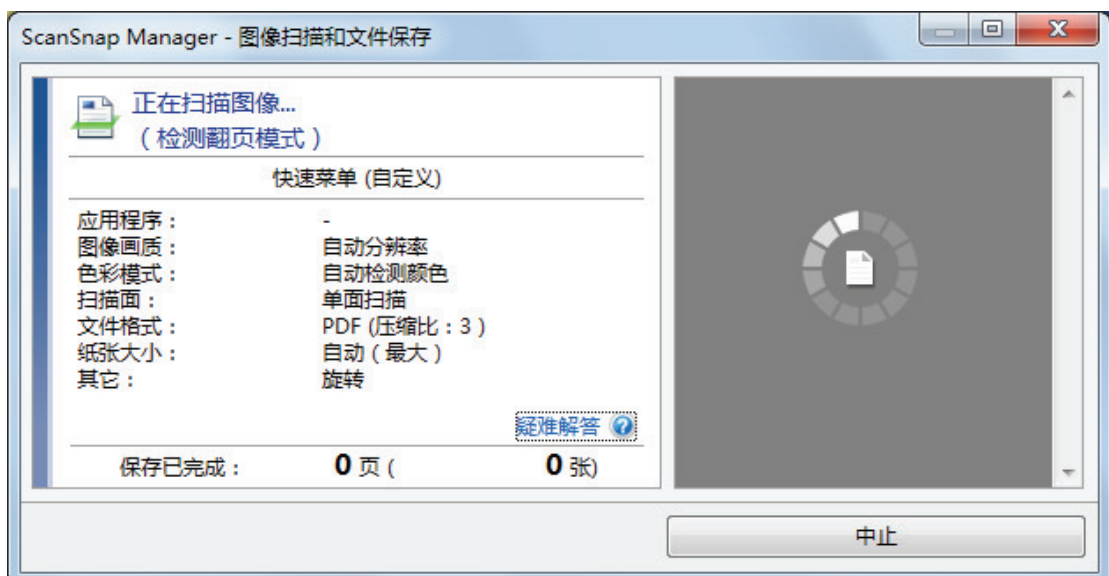 ScanSnap Manager - 图像扫描和文件保存
正在扫描图像...
（检测翻页模式）
快速菜单 (自定义)
应用程序： -
图像画质： 自动分辨率
色彩模式： 自动检测颜色
扫描面： 单面扫描
文件格式： PDF (压缩比：3）
纸张大小： 自动（最大）
其它： 旋转
疑难解答
保存已完成： 0 页 ( 0 张)
中止